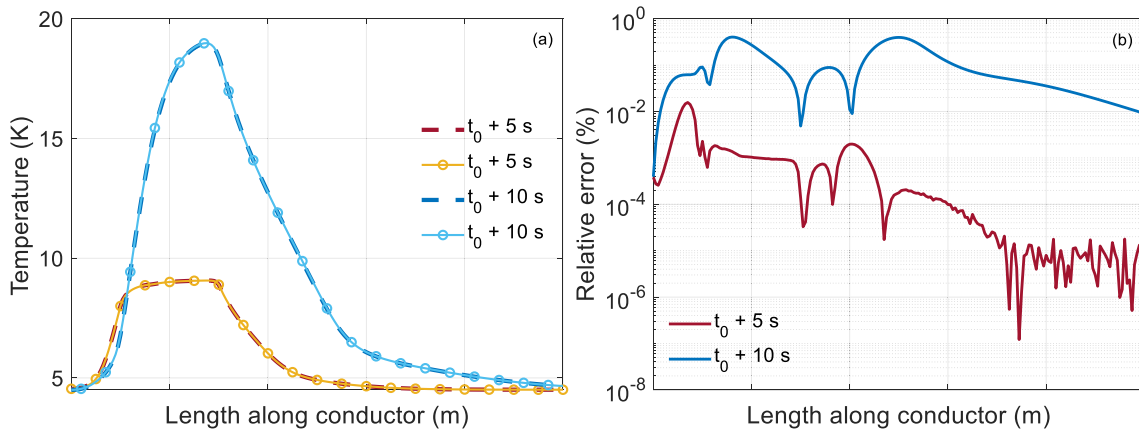 20
(a)
15
10
5
Temperature (K)
t0 + 5 s
t0 + 5 s
t0 + 10 s
t0 + 10 s
Length along conductor (m)
10^0
(b)
10^-2
10^-4
10^-6
10^-8
Relative error (%)
t0 + 5 s
t0 + 10 s
Length along conductor (m)